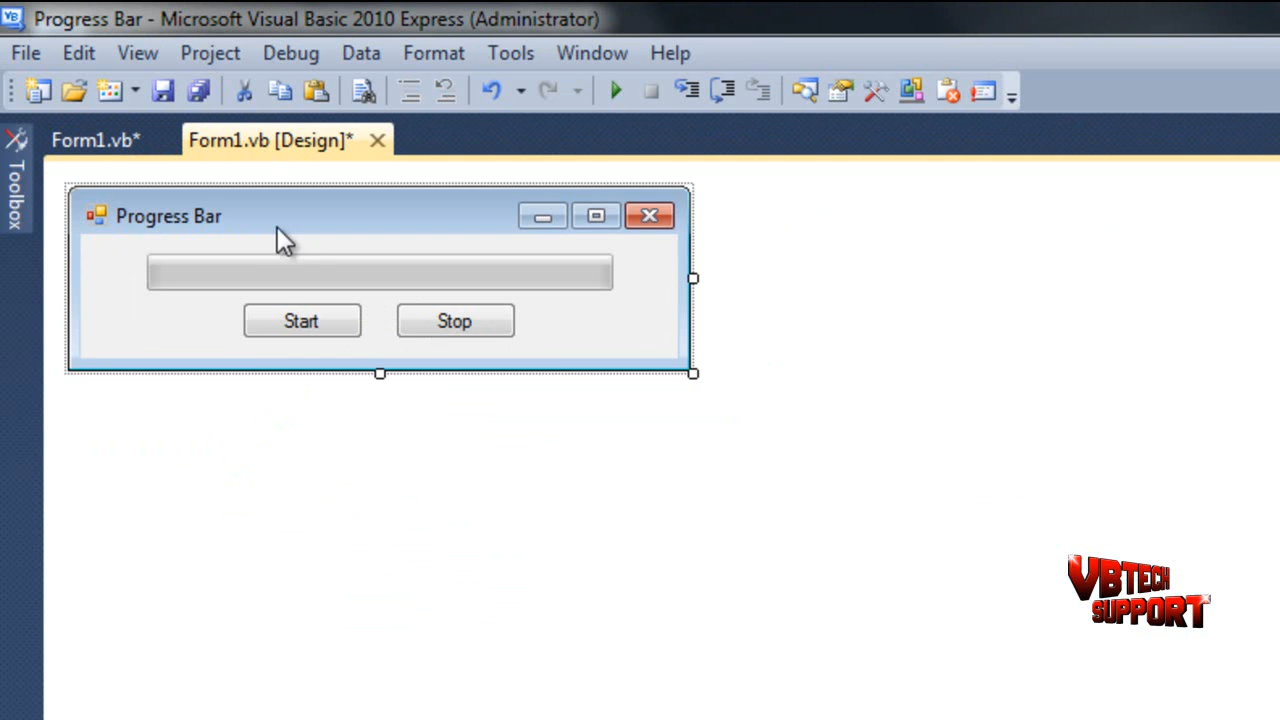 Progress Bar - Microsoft Visual Basic 2010 Express (Administrator)
File Edit View Project Debug Data Format Tools Window Help
Form1.vb* Form1.vb [Design]*
Toolbox
Progress Bar
Start Stop
VBTECH
SUPPORT